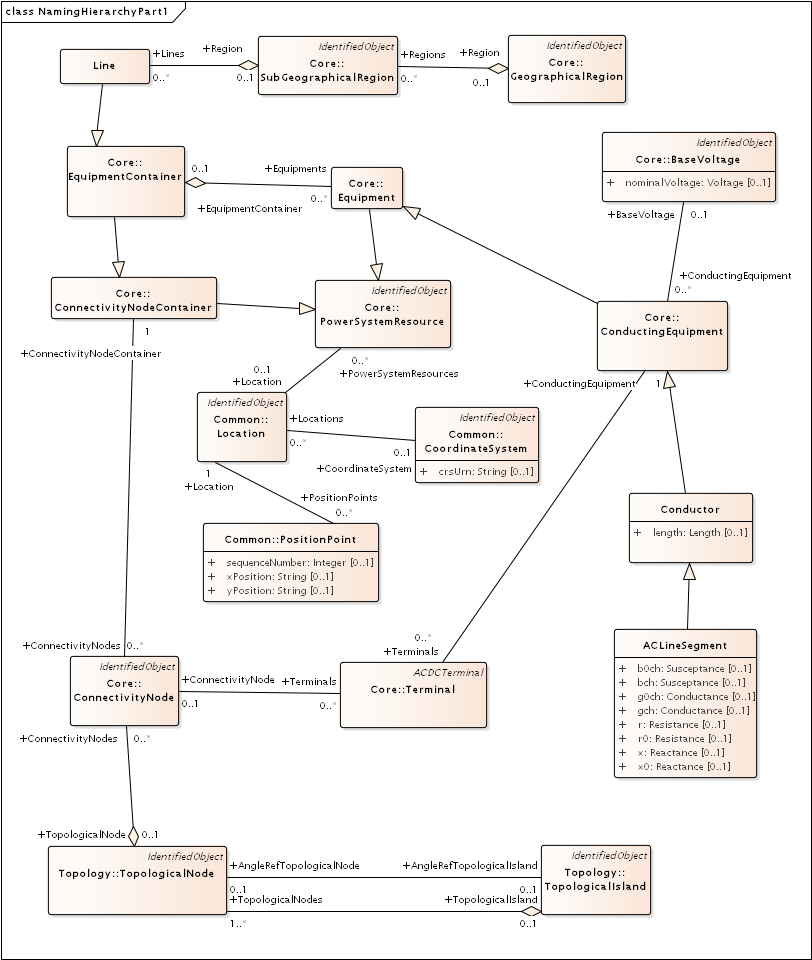 class NamingHierarchyPart1
Line
+Lines
0..*
+Region
0..1
IdentifiedObject
Core::
SubGeographicalRegion
+Regions
0..*
+Region
0..1
IdentifiedObject
Core::
GeographicalRegion
Core::
EquipmentContainer
0..1
+EquipmentContainer
+Equipments
0..*
Core::
Equipment
IdentifiedObject
Core::BaseVoltage
+ nominalVoltage: Voltage [0..1]
+BaseVoltage
0..1
+ConductingEquipment
0..*
Core::
ConnectivityNodeContainer
1
+ConnectivityNodeContainer
IdentifiedObject
Core::
PowerSystemResource
0..*
+PowerSystemResources
Core::
ConductingEquipment
+ConductingEquipment
1
0..1
+Location
IdentifiedObject
Common::
Location
+Locations
0..*
1
+Location
IdentifiedObject
Common::
CoordinateSystem
+ crsUrn: String [0..1]
0..1
+CoordinateSystem
+PositionPoints
0..*
Common::PositionPoint
+ sequenceNumber: Integer [0..1]
+ xPosition: String [0..1]
+ yPosition: String [0..1]
Conductor
+ length: Length [0..1]
ACLineSegment
+ b0ch: Susceptance [0..1]
+ bch: Susceptance [0..1]
+ g0ch: Conductance [0..1]
+ gch: Conductance [0..1]
+ r: Resistance [0..1]
+ r0: Resistance [0..1]
+ x: Reactance [0..1]
+ x0: Reactance [0..1]
+ConnectivityNodes
0..*
IdentifiedObject
Core::
ConnectivityNode
+ConnectivityNode
0..1
+Terminals
0..*
0..*
+Terminals
ACDCTerminal
Core::Terminal
+ConnectivityNodes
0..*
+TopologicalNode
0..1
IdentifiedObject
Topology::TopologicalNode
+AngleRefTopologicalNode
0..1
+AngleRefTopologicalIsland
0..1
+TopologicalNodes
1..*
+TopologicalIsland
0..1
IdentifiedObject
Topology::
TopologicalIsland